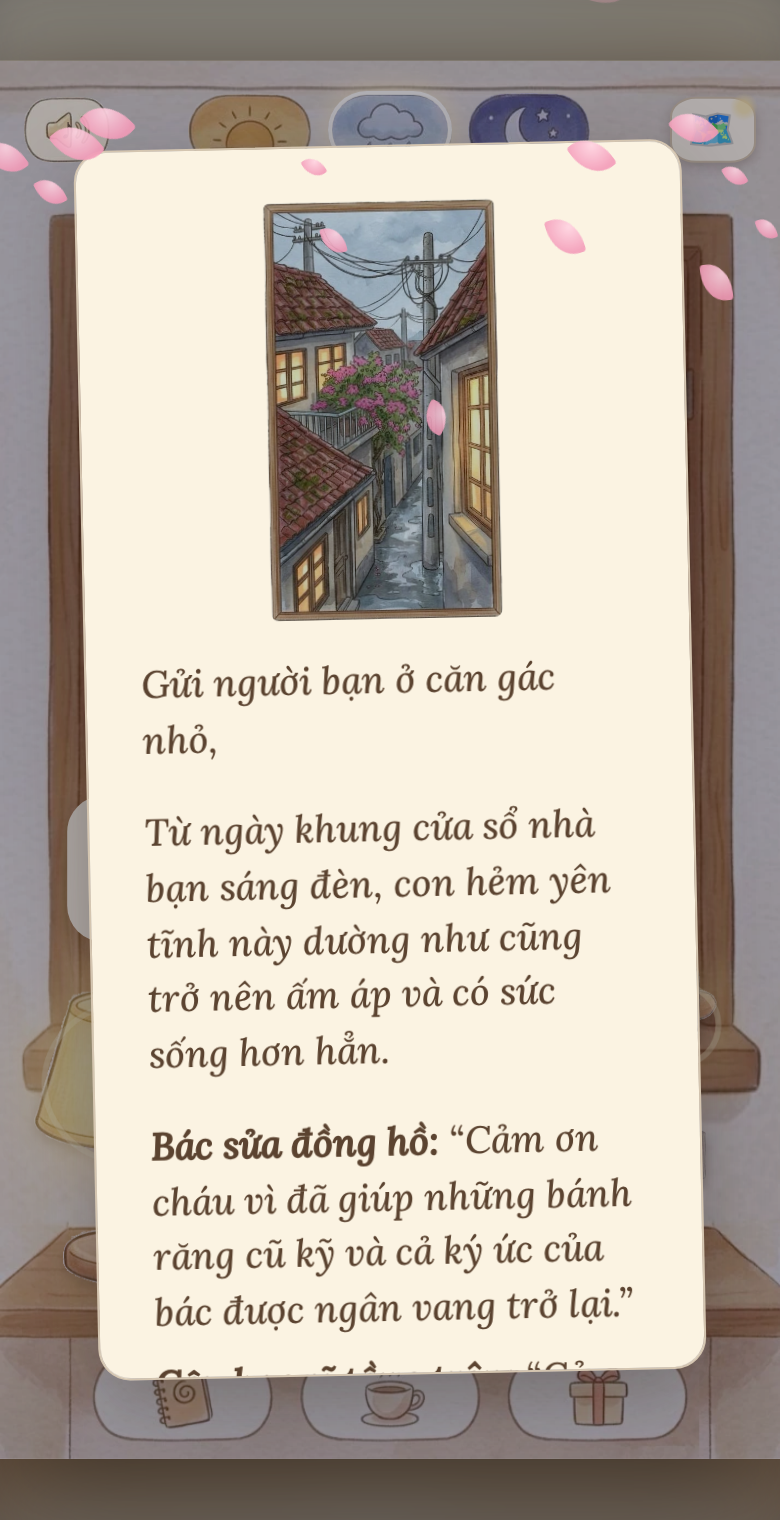 Gửi người bạn ở căn gác
nhỏ,
Từ ngày khung cửa sổ nhà
bạn sáng đèn, con hẻm yên
tĩnh này dường như cũng
trở nên ấm áp và có sức
sống hơn hẳn.
Bác sửa đồng hồ: “Cảm ơn
cháu vì đã giúp những bánh
răng cũ kỹ và cả ký ức của
bác được ngân vang trở lại.”